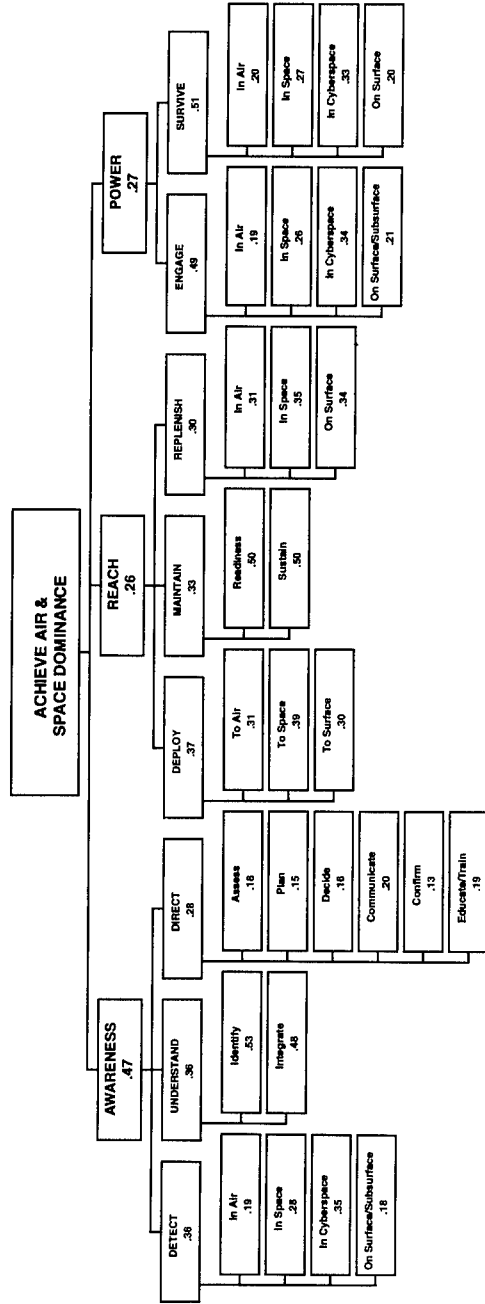 ACHIEVE AIR &
SPACE DOMINANCE
AWARENESS
.47
REACH
.26
POWER
.27
DETECT
.36
UNDERSTAND
.36
DIRECT
.28
DEPLOY
.37
MAINTAIN
.33
REPLENISH
.30
ENGAGE
.49
SURVIVE
.51
In Air
.19
In Space
.28
In Cyberspace
.35
On Surface/Subsurface
.18
Identify
.53
Integrate
.48
Assess
.18
Plan
.15
Decide
.16
Communicate
.20
Confirm
.13
Educate/Train
.19
To Air
.31
To Space
.39
To Surface
.30
Readiness
.50
Sustain
.50
In Air
.31
In Space
.35
On Surface
.34
In Air
.19
In Space
.26
In Cyberspace
.34
On Surface/Subsurface
.21
In Air
.20
In Space
.27
In Cyberspace
.33
On Surface
.20